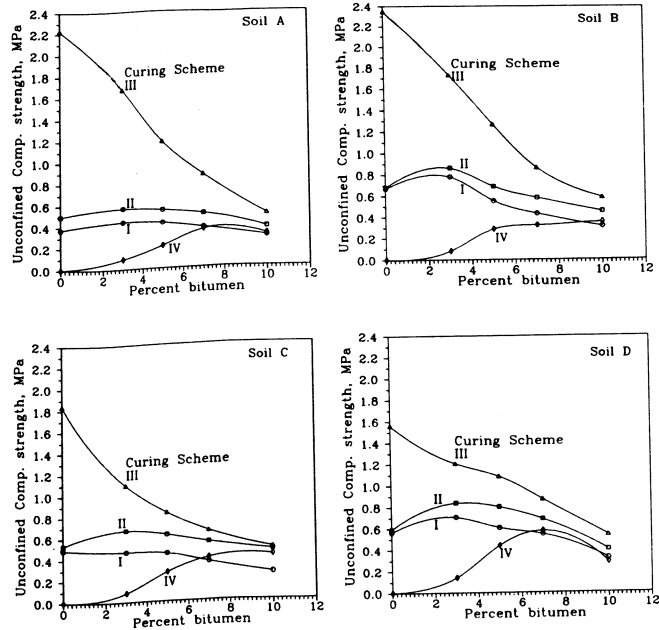 Soil A
Unconfined Comp. strength, MPa
2.4
2.2
2.0
1.8
1.6
1.4
1.2
1.0
0.8
0.6
0.4
0.2
0.0
Curing Scheme
III
II
I
IV
0 2 4 6 8 10 12
Percent bitumen
Soil B
Unconfined Comp. strength, MPa
2.4
2.2
2.0
1.8
1.6
1.4
1.2
1.0
0.8
0.6
0.4
0.2
0.0
Curing Scheme
III
II
I
IV
0 2 4 6 8 10 12
Percent bitumen
Soil C
Unconfined Comp. strength, MPa
2.4
2.2
2.0
1.8
1.6
1.4
1.2
1.0
0.8
0.6
0.4
0.2
0.0
Curing Scheme
III
II
I
IV
0 2 4 6 8 10 12
Percent bitumen
Soil D
Unconfined Comp. strength, MPa
2.4
2.2
2.0
1.8
1.6
1.4
1.2
1.0
0.8
0.6
0.4
0.2
0.0
Curing Scheme
III
II
I
IV
0 2 4 6 8 10 12
Percent bitumen